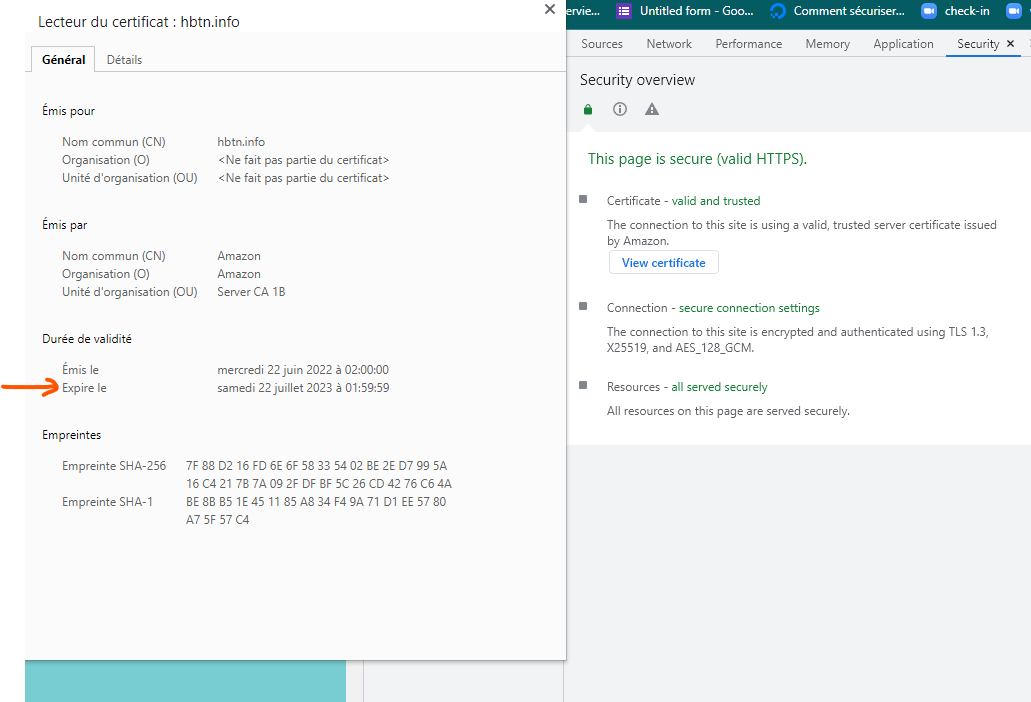 Lecteur du certificat : hbtn.info
Général Détails
Émis pour
Nom commun (CN) hbtn.info
Organisation (O) <Ne fait pas partie du certificat>
Unité d'organisation (OU) <Ne fait pas partie du certificat>
Émis par
Nom commun (CN) Amazon
Organisation (O) Amazon
Unité d'organisation (OU) Server CA 1B
Durée de validité
Émis le mercredi 22 juin 2022 à 02:00:00
Expire le samedi 22 juillet 2023 à 01:59:59
Empreintes
Empreinte SHA-256 7F 88 D2 16 FD 6E 6F 58 33 54 02 BE 2E D7 99 5A
16 C4 21 7B 7A 09 2F DF BF 5C 26 CD 42 76 C6 4A
Empreinte SHA-1 BE 8B B5 1E 45 11 85 A8 34 F4 9A 71 D1 EE 57 80
A7 5F 57 C4
ervie... Untitled form - Goo... Comment sécuriser... check-in
Sources Network Performance Memory Application Security
Security overview
This page is secure (valid HTTPS).
Certificate - valid and trusted
The connection to this site is using a valid, trusted server certificate issued
by Amazon.
View certificate
Connection - secure connection settings
The connection to this site is encrypted and authenticated using TLS 1.3,
X25519, and AES_128_GCM.
Resources - all served securely
All resources on this page are served securely.